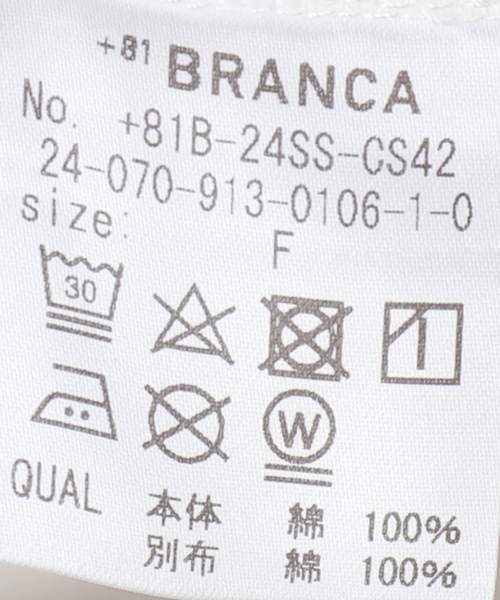 +81 BRANCA
No. +81B-24SS-CS42
24-070-913-0106-1-0
size: F
30
W
QUAL 本体 綿 100%
別布 綿 100%